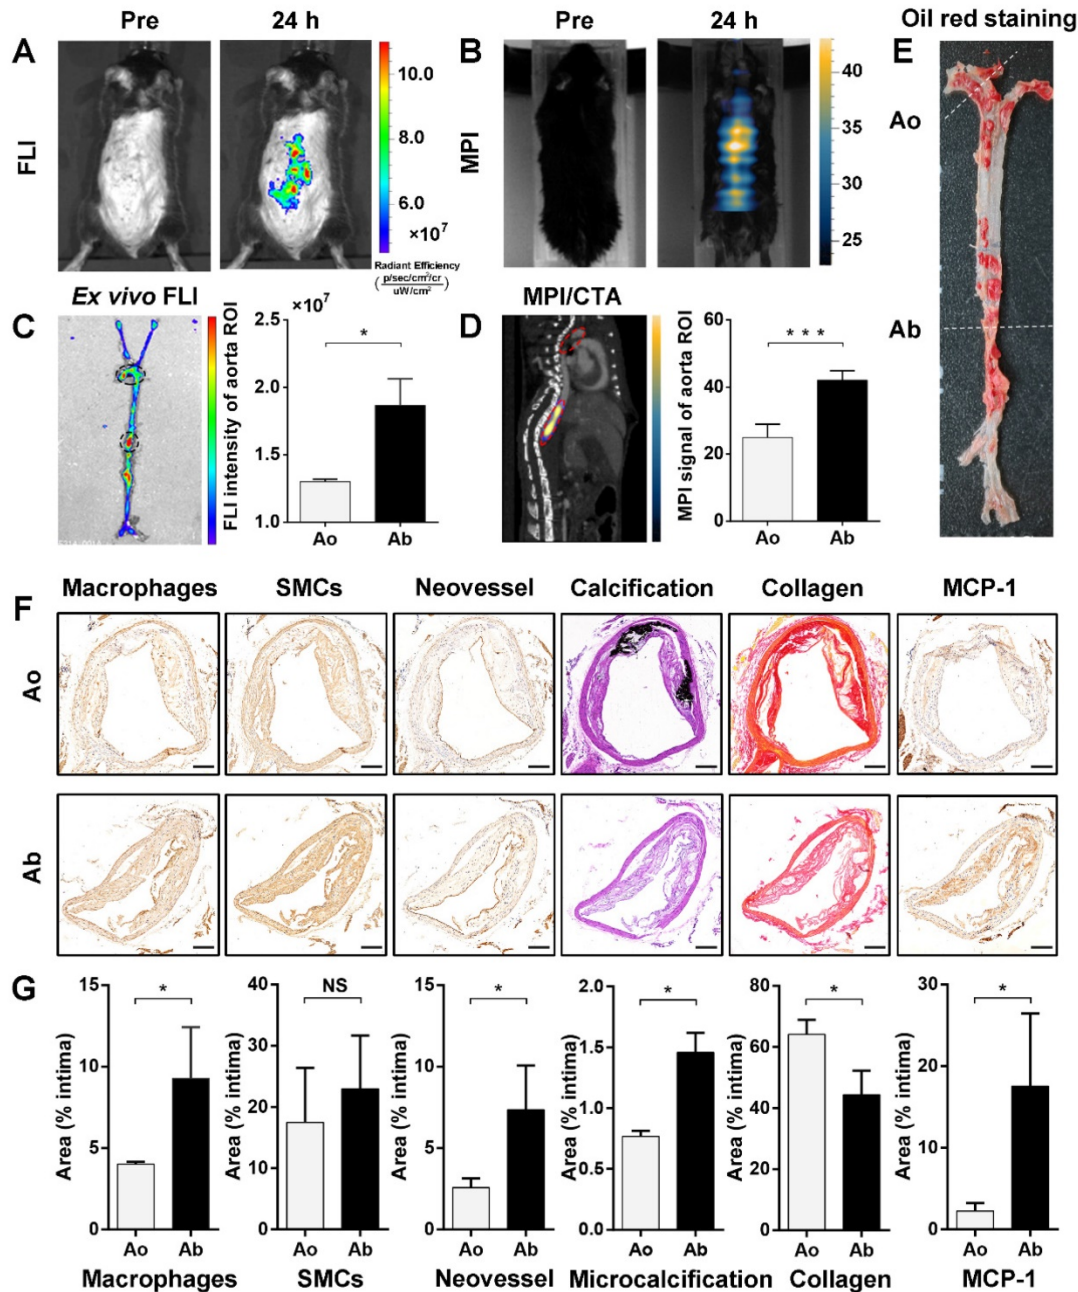 Pre 24 h Pre 24 h Oil red staining
A B E
FLI
10.0
8.0
6.0
×10⁷
Radiant Efficiency
(p/sec/cm²/cr
uW/cm²)
MPI
40
35
30
25
Ao
Ab
Ex vivo FLI
C
FLI intensity of aorta ROI
×10⁷
2.5
2.0
1.5
1.0
*
Ao Ab
MPI/CTA
D
MPI signal of aorta ROI
60
40
20
0
* * *
Ao Ab
F
Macrophages SMCs Neovessel Calcification Collagen MCP-1
Ao
Ab
G
Area (% intima)
15
10
5
0
*
Ao Ab
Macrophages
Area (% intima)
40
30
20
10
0
NS
Ao Ab
SMCs
Area (% intima)
15
10
5
0
*
Ao Ab
Neovessel
Area (% intima)
2.0
1.5
1.0
0.5
0.0
*
Ao Ab
Microcalcification
Area (% intima)
80
60
40
20
0
*
Ao Ab
Collagen
Area (% intima)
30
20
10
0
*
Ao Ab
MCP-1